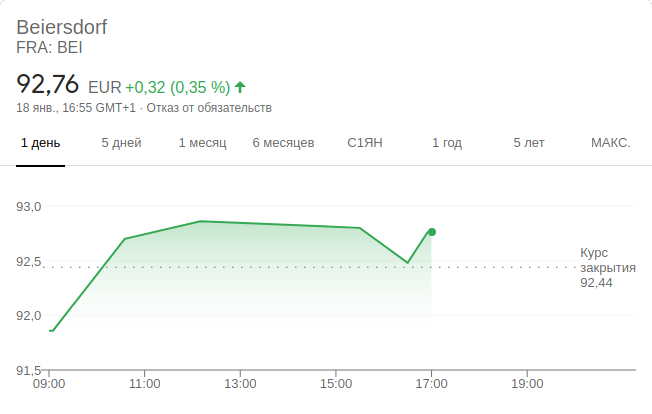 Beiersdorf
FRA: BEI
92,76 EUR +0,32 (0,35 %)
18 янв., 16:55 GMT+1 · Отказ от обязательств
1 день 5 дней 1 месяц 6 месяцев С1ЯН 1 год 5 лет МАКС.
93,0
92,5
92,0
91,5
Курс
закрытия
92,44
09:00 11:00 13:00 15:00 17:00 19:00